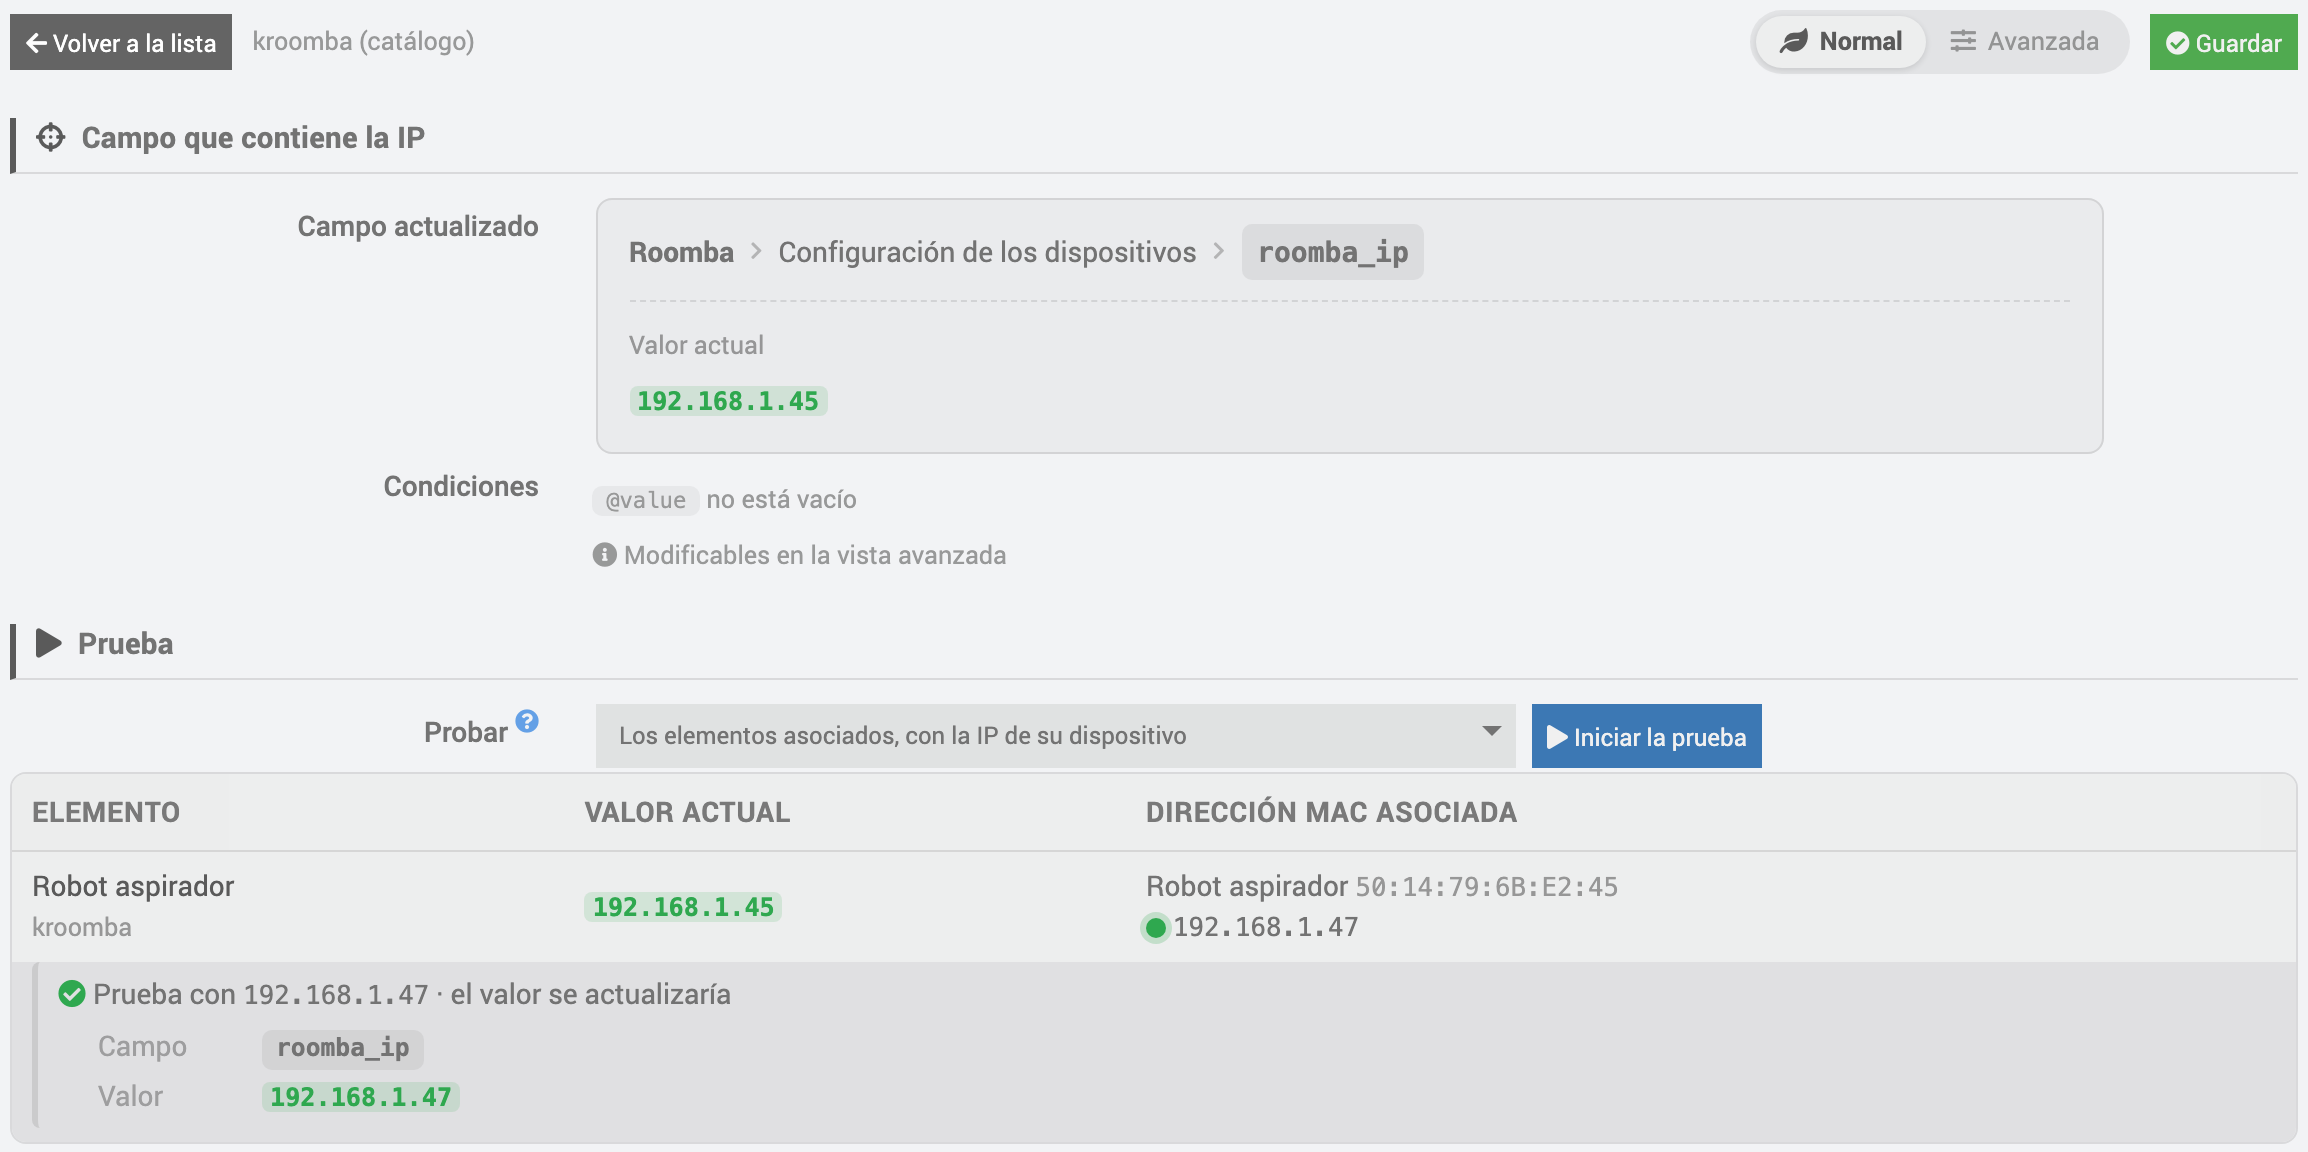 Volver a la lista
kroomba (catálogo)
Normal
Avanzada
Guardar
Campo que contiene la IP
Campo actualizado
Roomba > Configuración de los dispositivos > roomba_ip
Valor actual
192.168.1.45
Condiciones
@value no está vacío
Modificables en la vista avanzada
Prueba
Probar
Los elementos asociados, con la IP de su dispositivo
Iniciar la prueba
ELEMENTO VALOR ACTUAL DIRECCIÓN MAC ASOCIADA
Robot aspirador
kroomba
192.168.1.45
Robot aspirador 50:14:79:6B:E2:45
192.168.1.47
Prueba con 192.168.1.47 · el valor se actualizaría
Campo roomba_ip
Valor 192.168.1.47